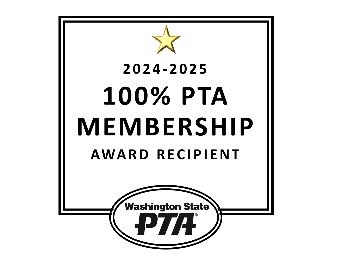 2024-2025
100% PTA
MEMBERSHIP
AWARD RECIPIENT
Washington State
PTA®